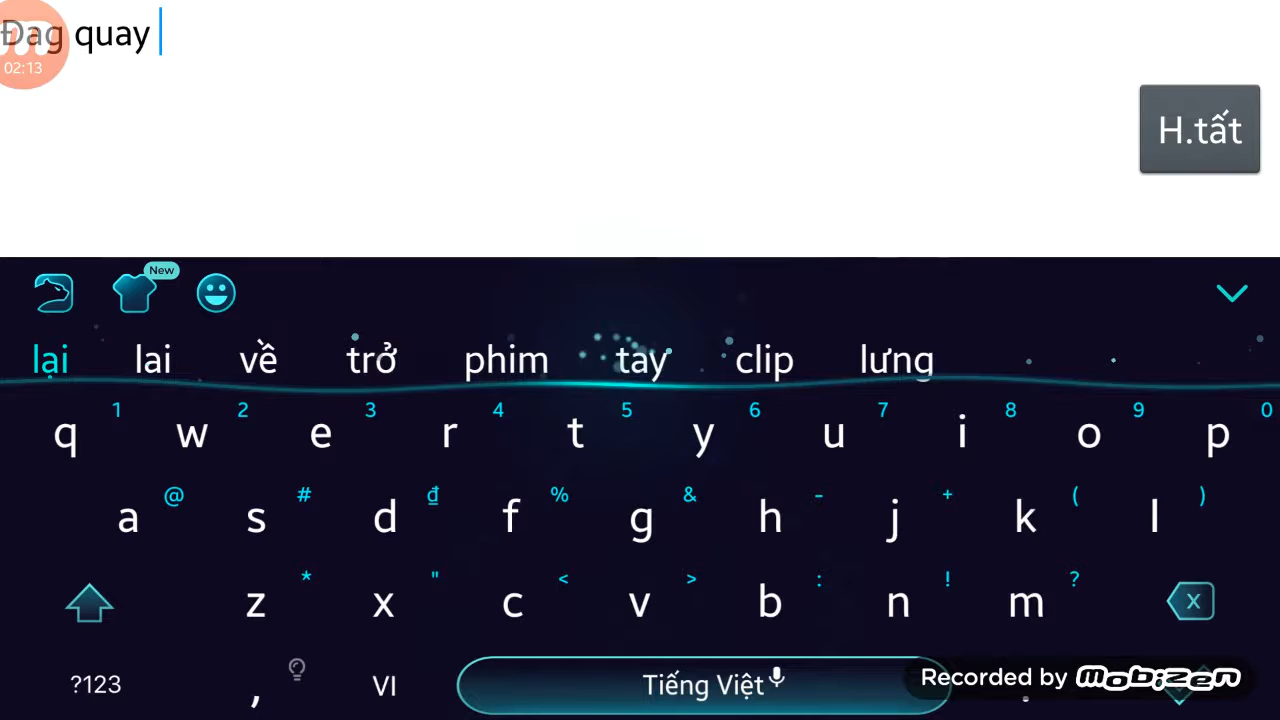 Đag quay
02:13
H.tất
New
lại lai về trở phim tay clip lưng
1 2 3 4 5 6 7 8 9 0
q w e r t y u i o p
@ # ₫ % & - + ( )
a s d f g h j k l
* " < > : ! ?
z x c v b n m x
?123 , VI Tiếng Việt .
Recorded by mobizen